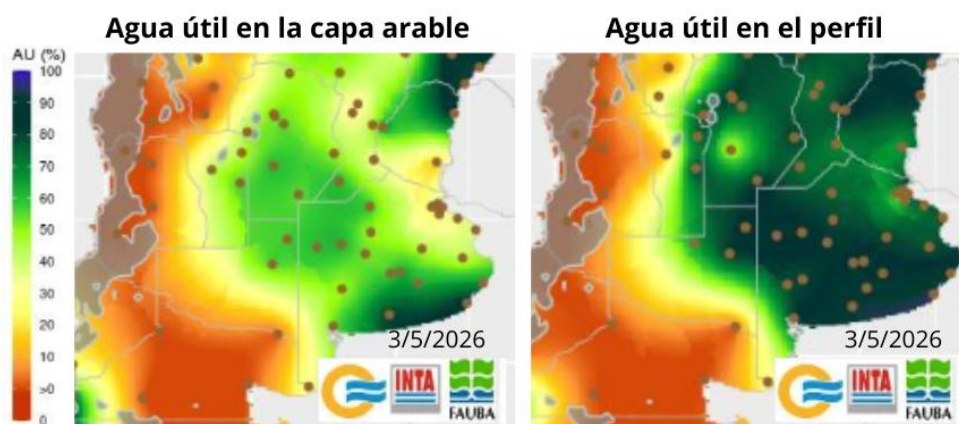 Agua útil en la capa arable
Agua útil en el perfil
AU (%)
100
90
80
70
60
50
40
30
20
10
>0
0
3/5/2026
INTA
FAUBA
3/5/2026
INTA
FAUBA